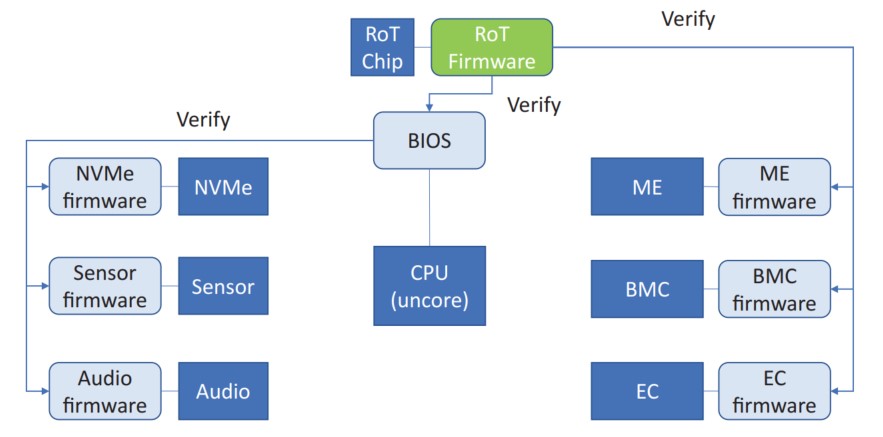 Verify
RoT
Chip
RoT
Firmware
Verify
Verify
BIOS
NVMe
firmware
NVMe
ME
ME
firmware
Sensor
firmware
Sensor
CPU
(uncore)
BMC
BMC
firmware
Audio
firmware
Audio
EC
EC
firmware